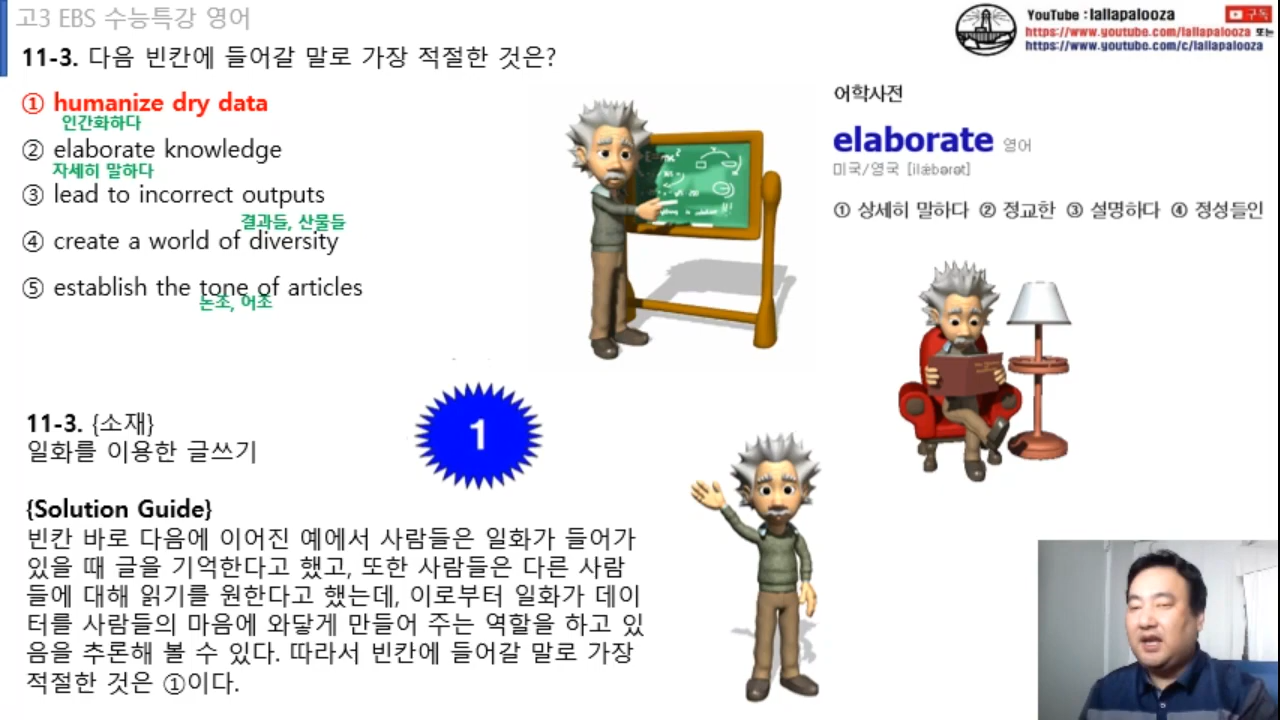 고3 EBS 수능특강 영어
11-3. 다음 빈칸에 들어갈 말로 가장 적절한 것은?
① humanize dry data
인간화하다
② elaborate knowledge
자세히 말하다
③ lead to incorrect outputs
결과들, 산물들
④ create a world of diversity
⑤ establish the tone of articles
논조, 어조
YouTube : lallapalooza
구독
https://www.youtube.com/lallapalooza 또는
https://www.youtube.com/c/lallapalooza
어학사전
elaborate 영어
미국/영국 [ilǽbərət]
① 상세히 말하다 ② 정교한 ③ 설명하다 ④ 정성들인
11-3. {소재}
일화를 이용한 글쓰기
1
{Solution Guide}
빈칸 바로 다음에 이어진 예에서 사람들은 일화가 들어가
있을 때 글을 기억한다고 했고, 또한 사람들은 다른 사람
들에 대해 읽기를 원한다고 했는데, 이로부터 일화가 데이
터를 사람들의 마음에 와닿게 만들어 주는 역할을 하고 있
음을 추론해 볼 수 있다. 따라서 빈칸에 들어갈 말로 가장
적절한 것은 ①이다.